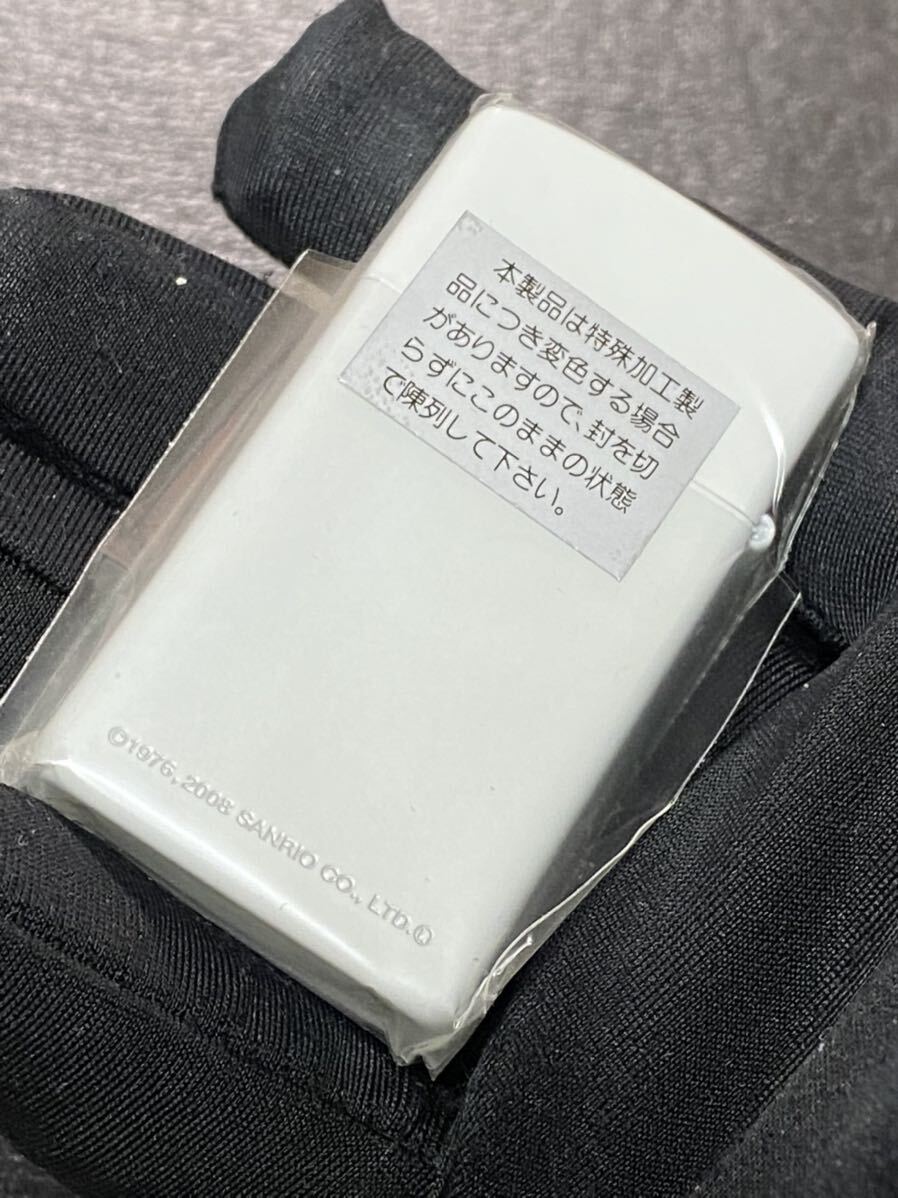 本製品は特殊加工製
品につき変色する場合
がありますので、封を切
らずにこのままの状態
で陳列して下さい。
©1976, 2008 SANRIO CO., LTD.Ⓛ